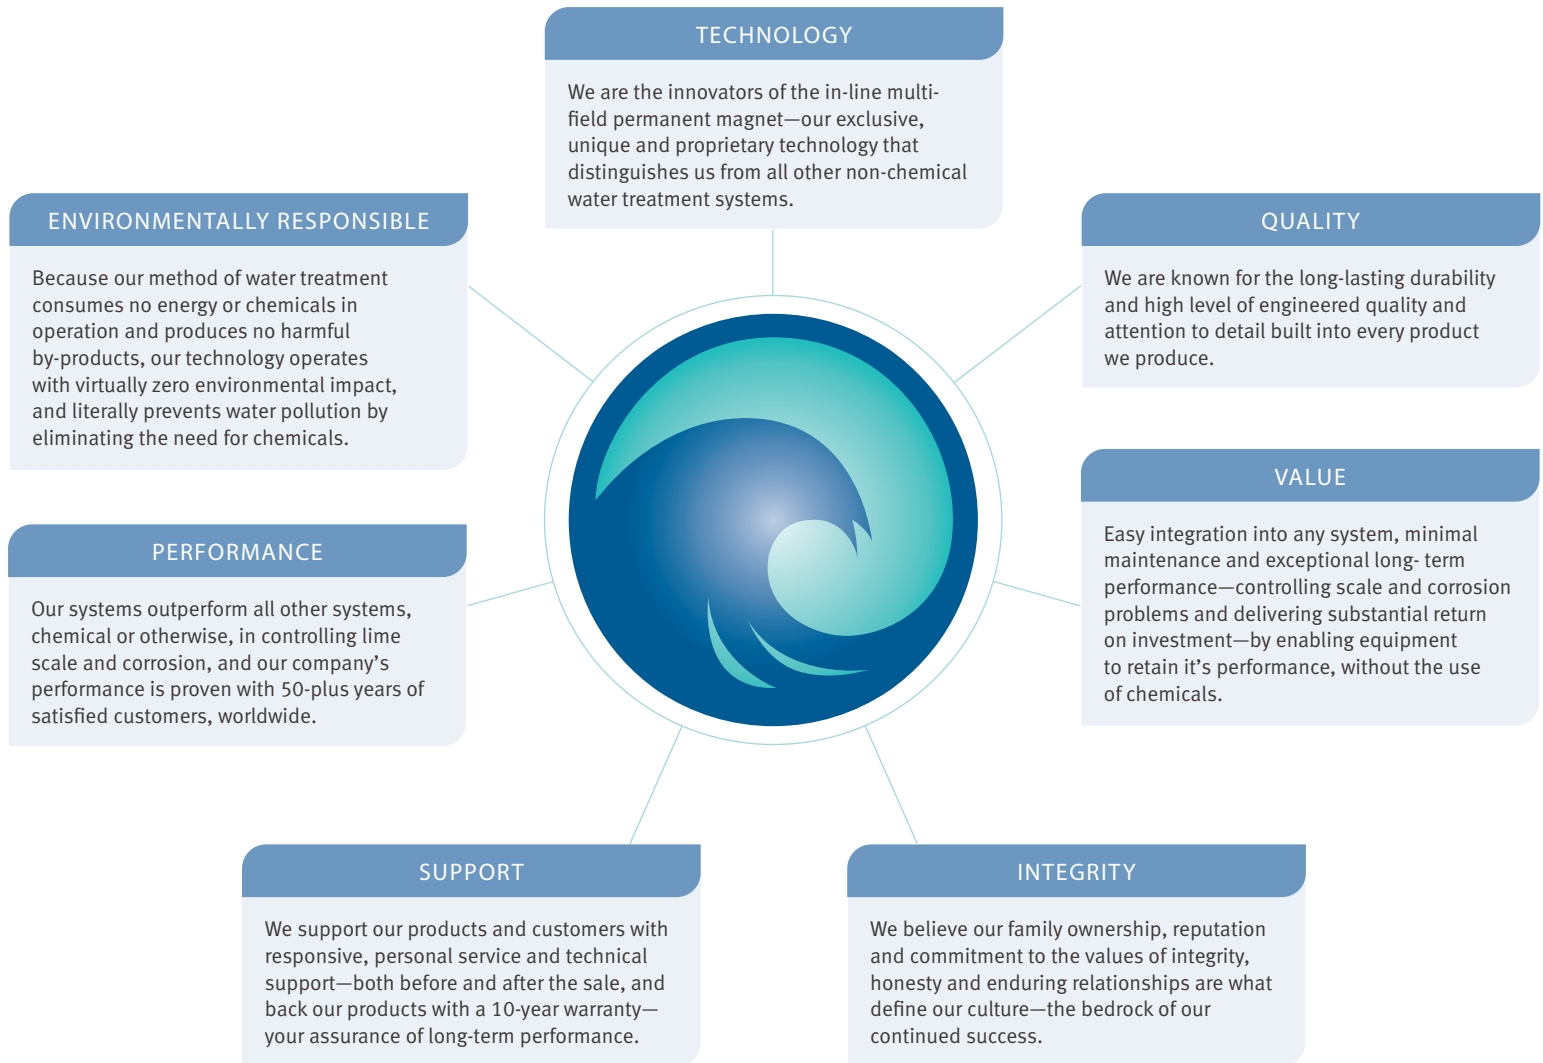 TECHNOLOGY
We are the innovators of the in-line multi-
field permanent magnet—our exclusive,
unique and proprietary technology that
distinguishes us from all other non-chemical
water treatment systems.
ENVIRONMENTALLY RESPONSIBLE
Because our method of water treatment
consumes no energy or chemicals in
operation and produces no harmful
by-products, our technology operates
with virtually zero environmental impact,
and literally prevents water pollution by
eliminating the need for chemicals.
QUALITY
We are known for the long-lasting durability
and high level of engineered quality and
attention to detail built into every product
we produce.
PERFORMANCE
Our systems outperform all other systems,
chemical or otherwise, in controlling lime
scale and corrosion, and our company’s
performance is proven with 50-plus years of
satisfied customers, worldwide.
VALUE
Easy integration into any system, minimal
maintenance and exceptional long- term
performance—controlling scale and corrosion
problems and delivering substantial return
on investment—by enabling equipment
to retain it’s performance, without the use
of chemicals.
SUPPORT
We support our products and customers with
responsive, personal service and technical
support—both before and after the sale, and
back our products with a 10-year warranty—
your assurance of long-term performance.
INTEGRITY
We believe our family ownership, reputation
and commitment to the values of integrity,
honesty and enduring relationships are what
define our culture—the bedrock of our
continued success.